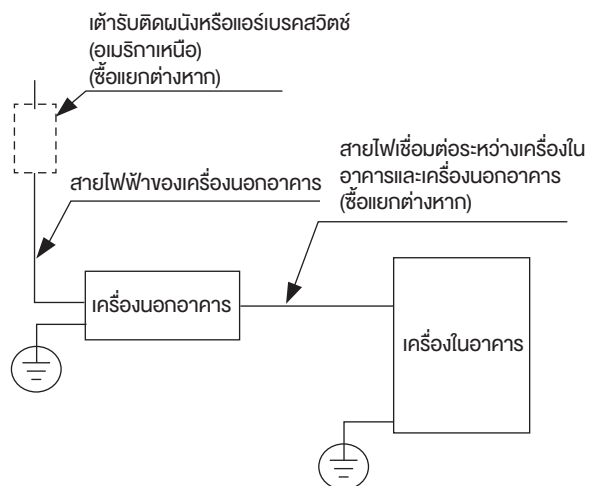 เต้ารับติดผนังหรือแอร์เบรคสวิตช์
(อเมริกาเหนือ)
(ซื้อแยกต่างหาก)
สายไฟเชื่อมต่อระหว่างเครื่องใน
อาคารและเครื่องนอกอาคาร
(ซื้อแยกต่างหาก)
สายไฟฟ้าของเครื่องนอกอาคาร
เครื่องนอกอาคาร
เครื่องในอาคาร